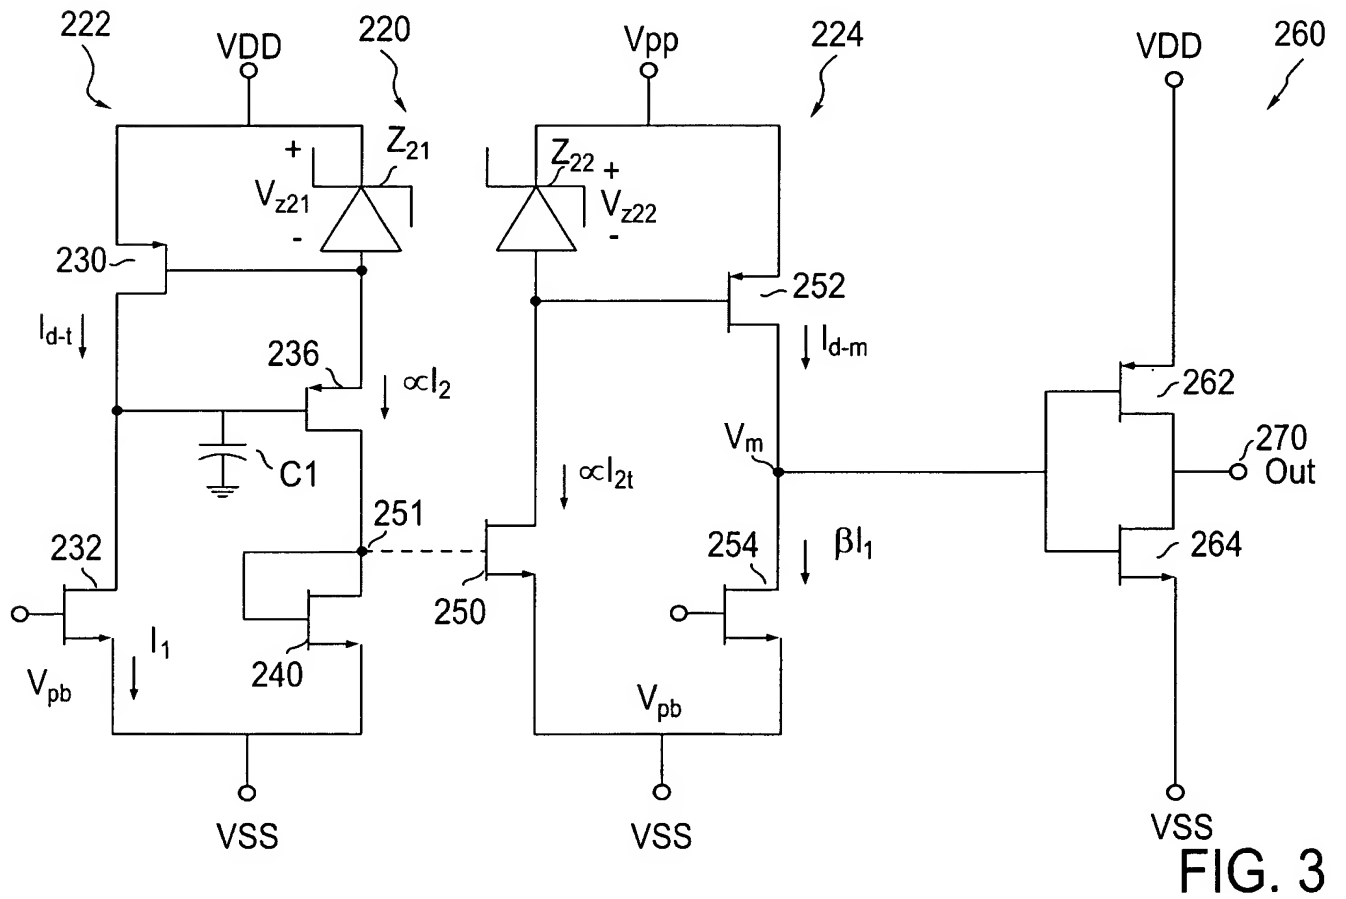 222
VDD
220
Vpp
224
VDD
260
+
Z21
Vz21
-
Z22
+
Vz22
-
230
252
Id-t
Id-m
236
∝I2
262
Vm
270
Out
C1
∝I2t
251
232
250
254
βI1
264
I1
240
Vpb
Vpb
VSS
VSS
VSS
FIG. 3